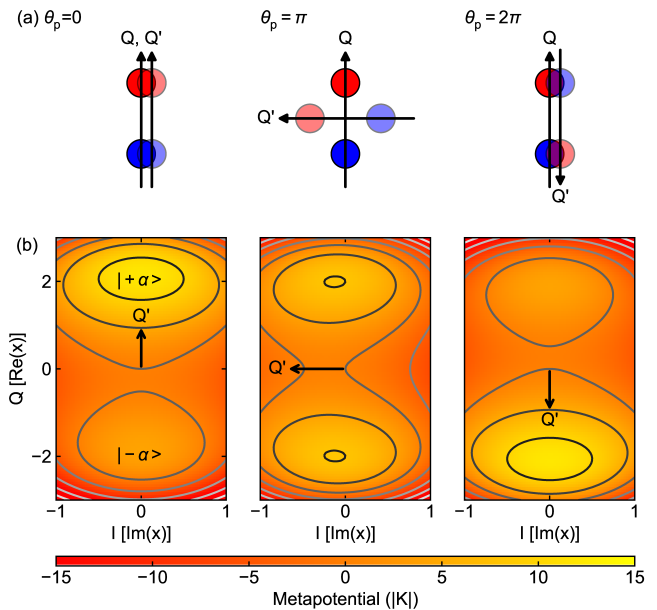 (a) θp=0
θp = π
θp = 2π
Q, Q'
Q
Q
Q'
Q'
(b)
|+α>
Q'
|−α>
Q'
Q'
Q [Re(x)]
2
0
−2
−1 0 1
−1 0 1
−1 0 1
I [Im(x)]
I [Im(x)]
I [Im(x)]
−15 −10 −5 0 5 10 15
Metapotential (|K|)